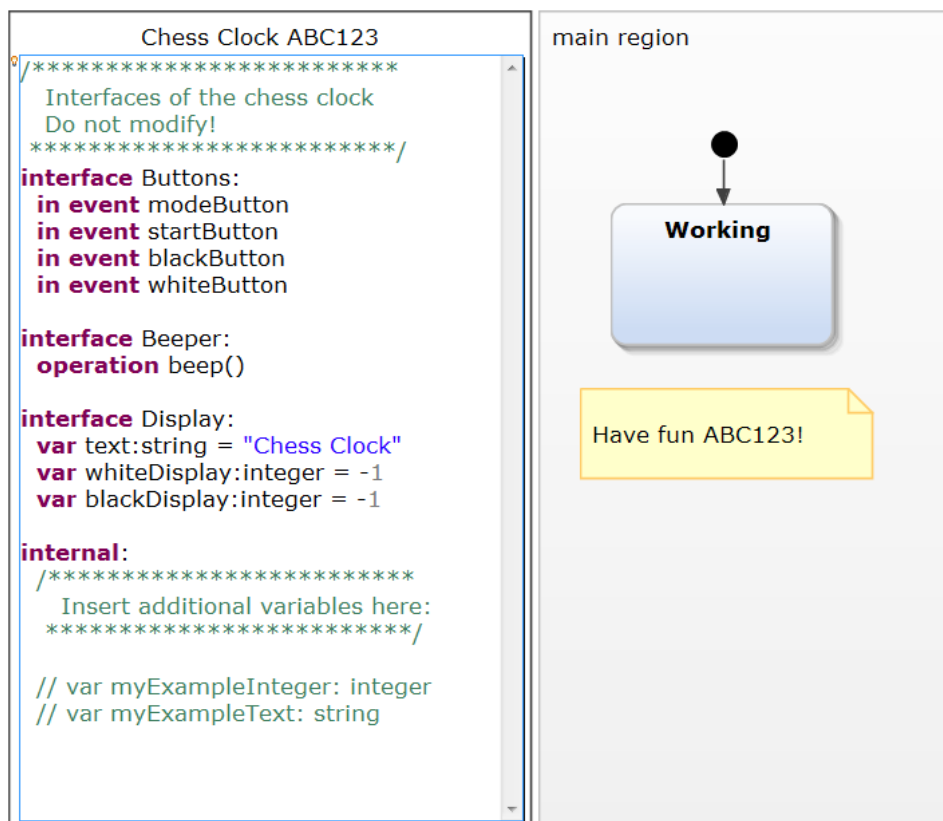 Chess Clock ABC123
/*************************
Interfaces of the chess clock
Do not modify!
*************************/
interface Buttons:
in event modeButton
in event startButton
in event blackButton
in event whiteButton
interface Beeper:
operation beep()
interface Display:
var text:string = "Chess Clock"
var whiteDisplay:integer = -1
var blackDisplay:integer = -1
internal:
/*************************
Insert additional variables here:
*************************/
// var myExampleInteger: integer
// var myExampleText: string
main region
Working
Have fun ABC123!